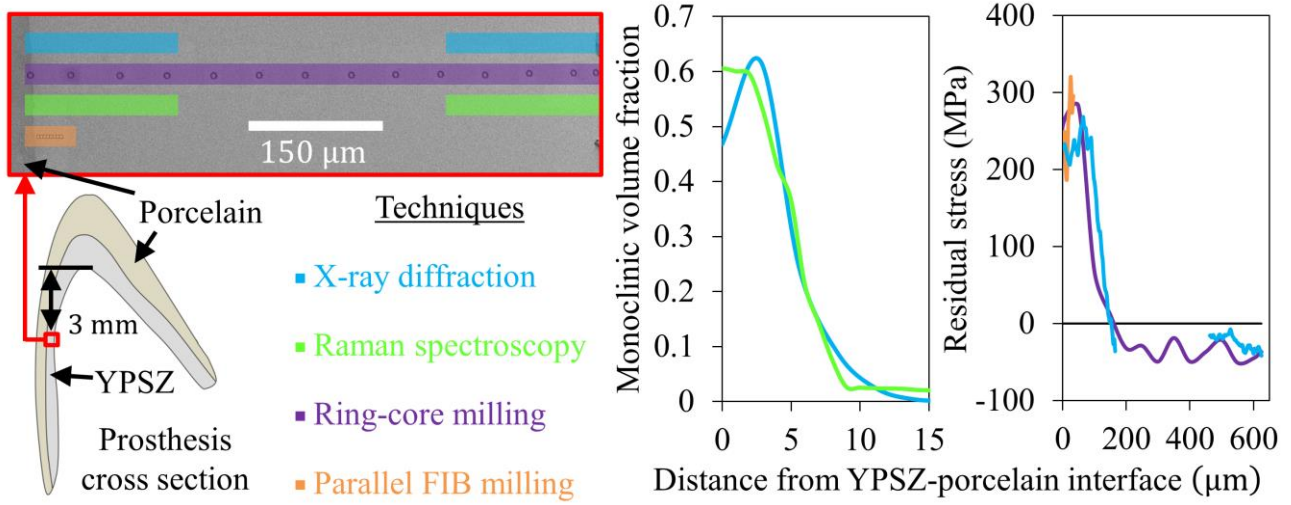 150 μm
Porcelain
3 mm
YPSZ
Prosthesis
cross section
Techniques
X-ray diffraction
Raman spectroscopy
Ring-core milling
Parallel FIB milling
Monoclinic volume fraction
0.7
0.6
0.5
0.4
0.3
0.2
0.1
0
0 5 10 15
Residual stress (MPa)
400
300
200
100
0
-100
0 200 400 600
Distance from YPSZ-porcelain interface (μm)